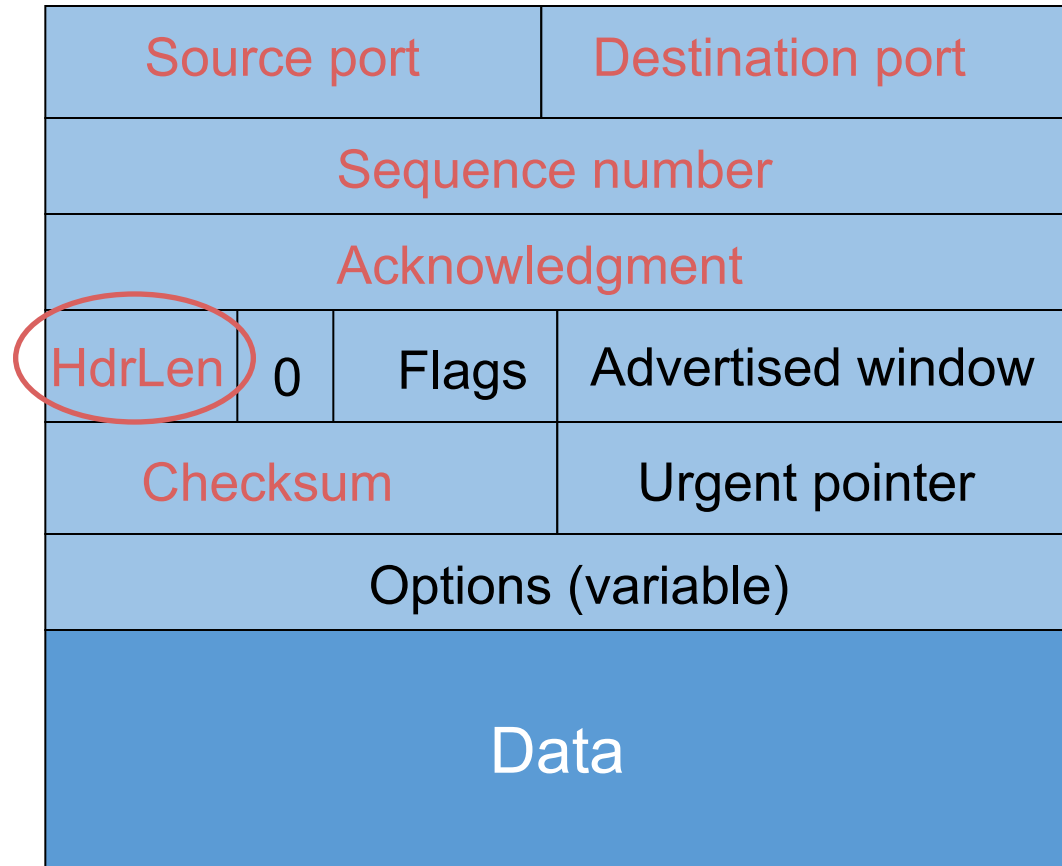 Source port Destination port
Sequence number
Acknowledgment
HdrLen 0 Flags Advertised window
Checksum Urgent pointer
Options (variable)
Data